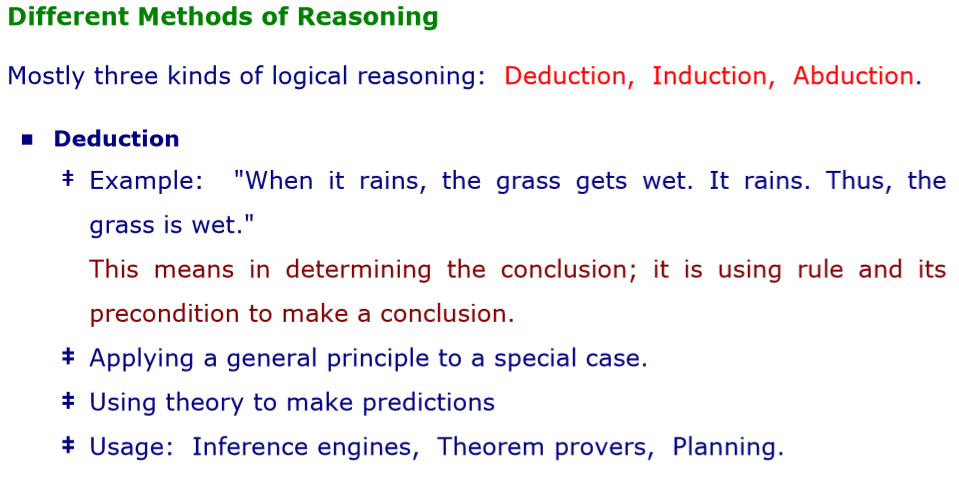 Different Methods of Reasoning
Mostly three kinds of logical reasoning: Deduction, Induction, Abduction.
■ Deduction
‡ Example: "When it rains, the grass gets wet. It rains. Thus, the
grass is wet."
This means in determining the conclusion; it is using rule and its
precondition to make a conclusion.
‡ Applying a general principle to a special case.
‡ Using theory to make predictions
‡ Usage: Inference engines, Theorem provers, Planning.